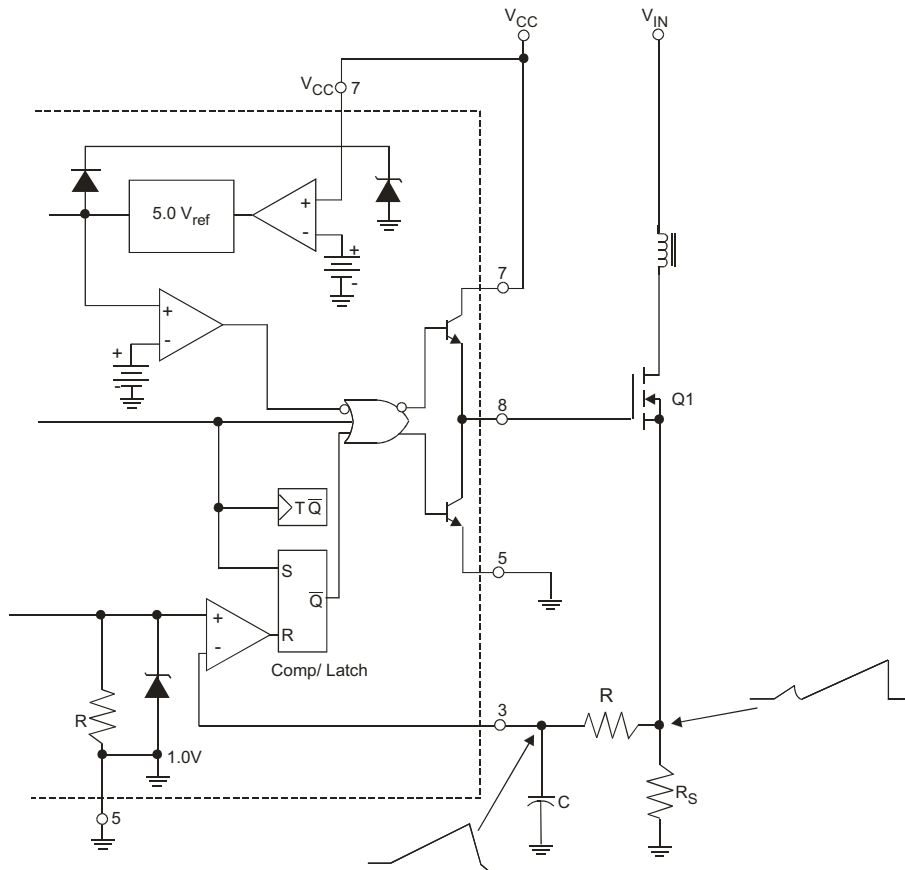 VCC
VIN
VCC 7
5.0 Vref
+
-
+
-
7
+
-
+
-
8
Q1
T Q̅
S
Q̅
R
5
+
-
Comp/ Latch
3
R
R
1.0V
C
RS
5